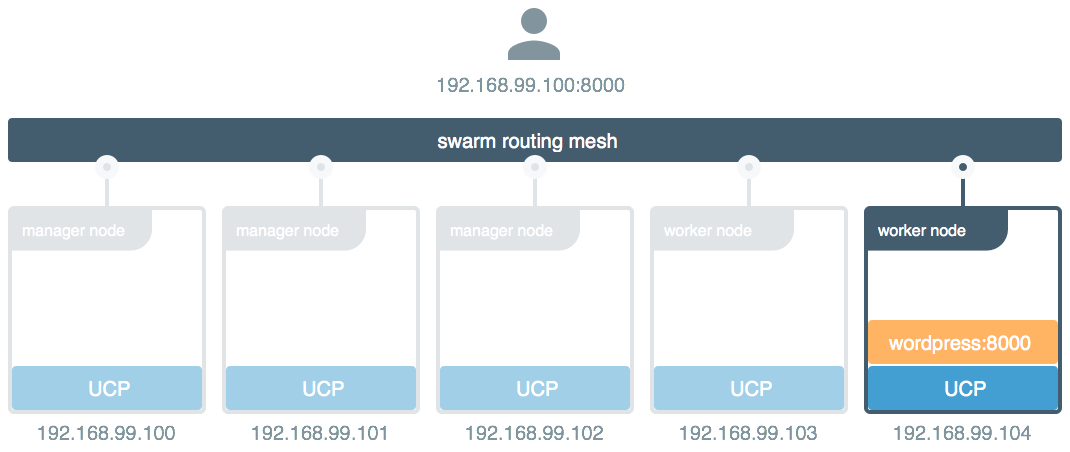 192.168.99.100:8000
swarm routing mesh
manager node
manager node
manager node
worker node
worker node
wordpress:8000
UCP
UCP
UCP
UCP
UCP
192.168.99.100
192.168.99.101
192.168.99.102
192.168.99.103
192.168.99.104